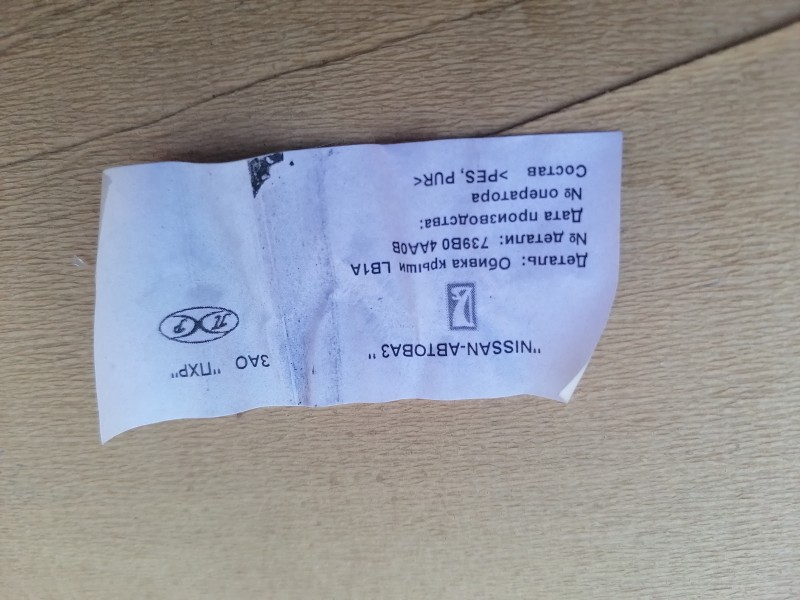 "NISSAN-АВТОВАЗ" ЗАО "ПХР"
ПХР
Деталь: Обивка крыши LB1A
№ детали: 739B0 4AA0B
Дата производства:
№ оператора
Состав >PES, PUR<